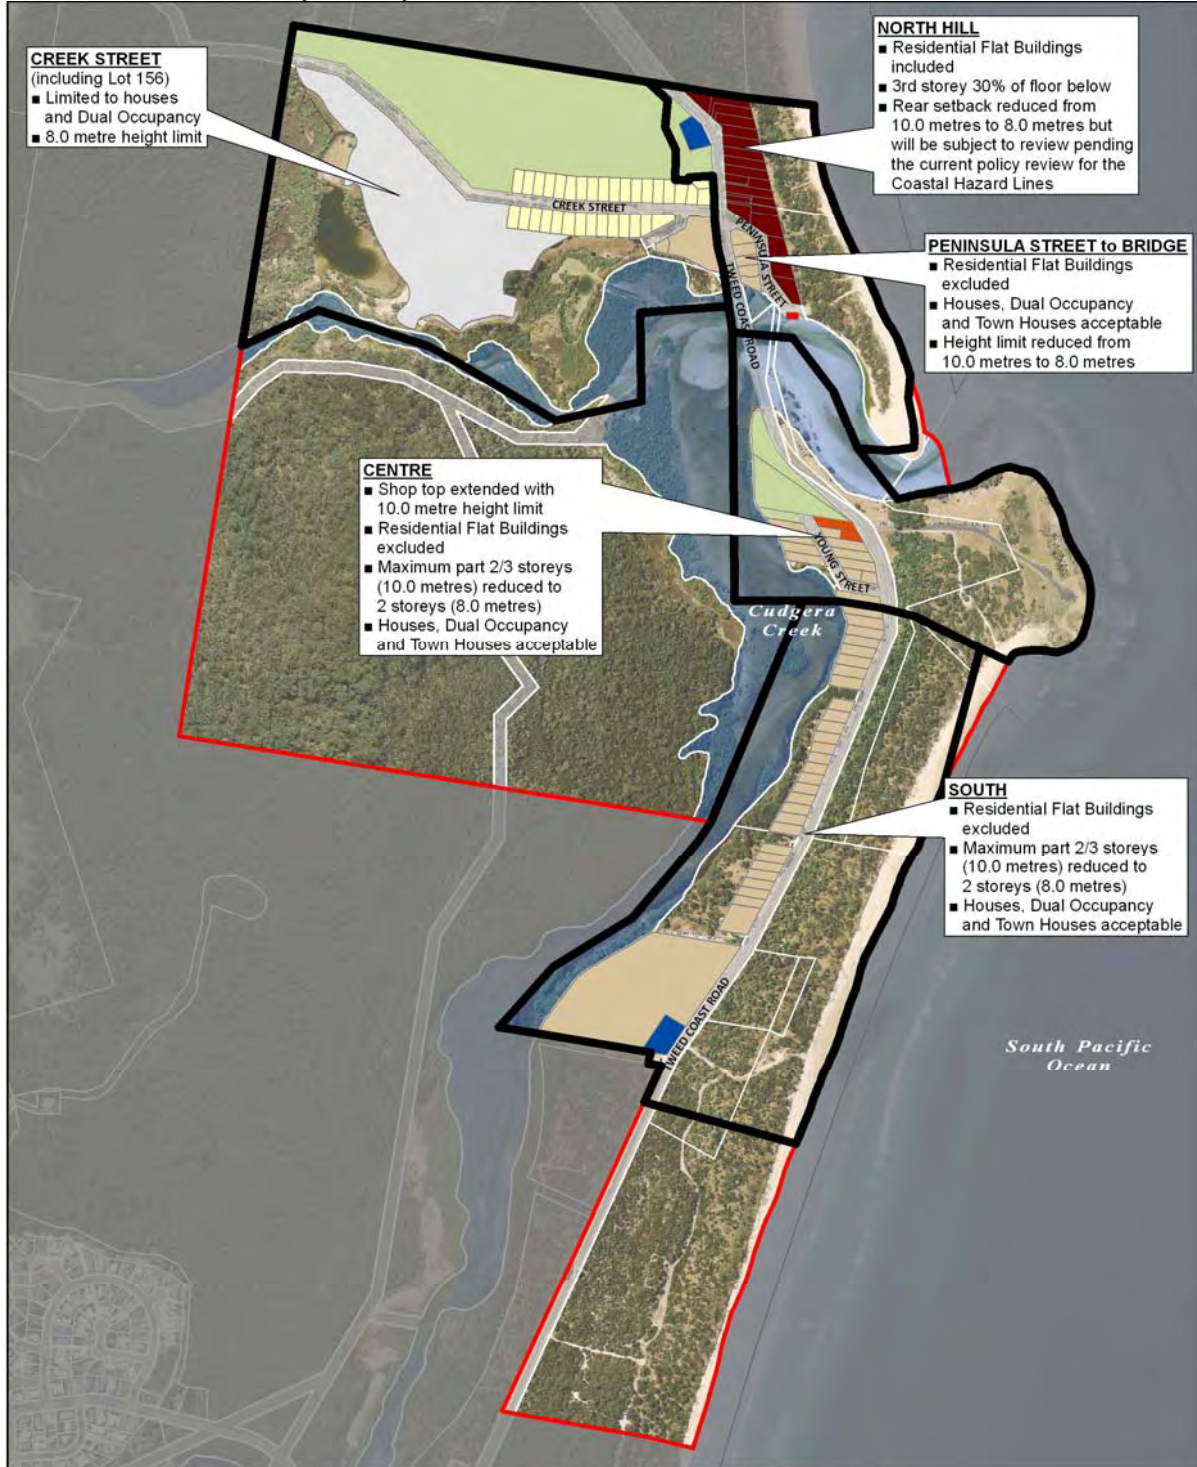 CREEK STREET
(including Lot 156)
■ Limited to houses
and Dual Occupancy
■ 8.0 metre height limit
NORTH HILL
■ Residential Flat Buildings
included
■ 3rd storey 30% of floor below
■ Rear setback reduced from
10.0 metres to 8.0 metres but
will be subject to review pending
the current policy review for the
Coastal Hazard Lines
PENINSULA STREET to BRIDGE
■ Residential Flat Buildings
excluded
■ Houses, Dual Occupancy
and Town Houses acceptable
■ Height limit reduced from
10.0 metres to 8.0 metres
CREEK STREET
PENINSULA STREET
TWEED COAST ROAD
CENTRE
■ Shop top extended with
10.0 metre height limit
■ Residential Flat Buildings
excluded
■ Maximum part 2/3 storeys
(10.0 metres) reduced to
2 storeys (8.0 metres)
■ Houses, Dual Occupancy
and Town Houses acceptable
YOUNG STREET
Cudgera
Creek
SOUTH
■ Residential Flat Buildings
excluded
■ Maximum part 2/3 storeys
(10.0 metres) reduced to
2 storeys (8.0 metres)
■ Houses, Dual Occupancy
and Town Houses acceptable
TWEED COAST ROAD
South Pacific
Ocean